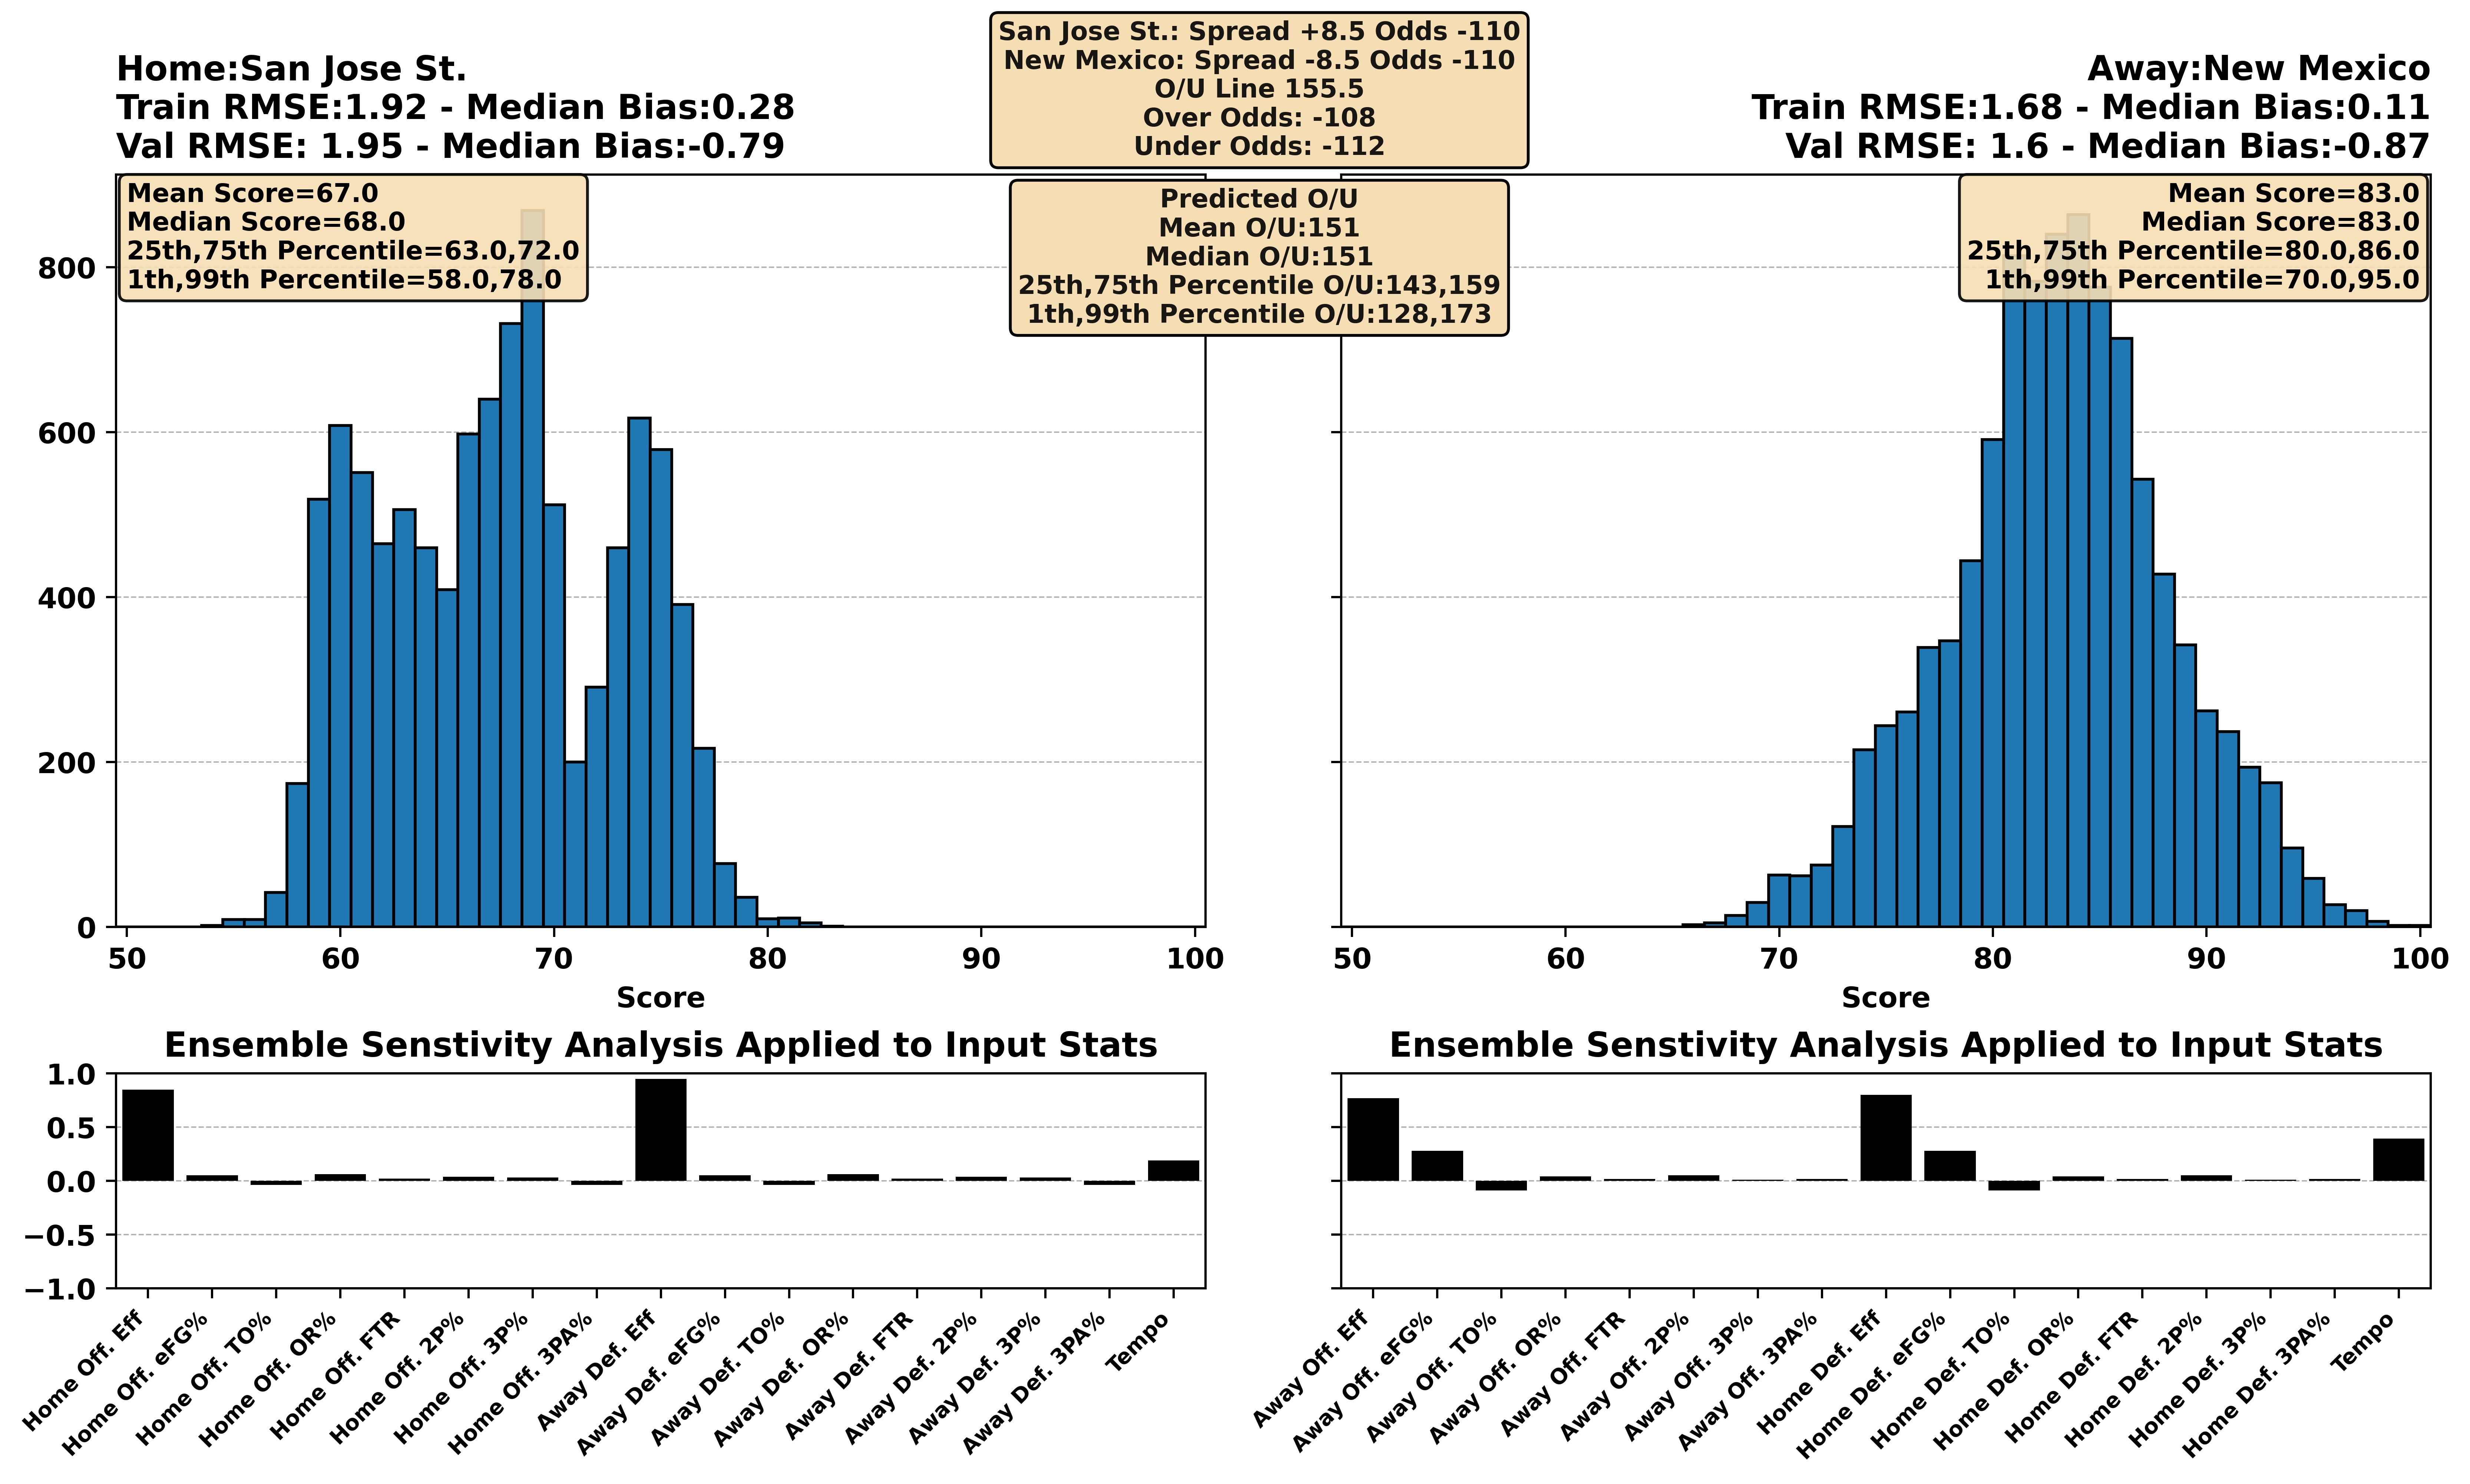 San Jose St.: Spread +8.5 Odds -110
New Mexico: Spread -8.5 Odds -110
O/U Line 155.5
Over Odds: -108
Under Odds: -112
Home:San Jose St.
Train RMSE:1.92 - Median Bias:0.28
Val RMSE: 1.95 - Median Bias:-0.79
Away:New Mexico
Train RMSE:1.68 - Median Bias:0.11
Val RMSE: 1.6 - Median Bias:-0.87
Mean Score=67.0
Median Score=68.0
25th,75th Percentile=63.0,72.0
1th,99th Percentile=58.0,78.0
Predicted O/U
Mean O/U:151
Median O/U:151
25th,75th Percentile O/U:143,159
1th,99th Percentile O/U:128,173
Mean Score=83.0
Median Score=83.0
25th,75th Percentile=80.0,86.0
1th,99th Percentile=70.0,95.0
800
600
400
200
0
50 60 70 80 90 100
Score
50 60 70 80 90 100
Score
Ensemble Senstivity Analysis Applied to Input Stats
1.0
0.5
0.0
−0.5
−1.0
Home Off. Eff
Home Off. eFG%
Home Off. TO%
Home Off. OR%
Home Off. FTR
Home Off. 2P%
Home Off. 3P%
Home Off. 3PA%
Away Def. Eff
Away Def. eFG%
Away Def. TO%
Away Def. OR%
Away Def. FTR
Away Def. 2P%
Away Def. 3P%
Away Def. 3PA%
Tempo
Ensemble Senstivity Analysis Applied to Input Stats
Away Off. Eff
Away Off. eFG%
Away Off. TO%
Away Off. OR%
Away Off. FTR
Away Off. 2P%
Away Off. 3P%
Away Off. 3PA%
Home Def. Eff
Home Def. eFG%
Home Def. TO%
Home Def. OR%
Home Def. FTR
Home Def. 2P%
Home Def. 3P%
Home Def. 3PA%
Tempo